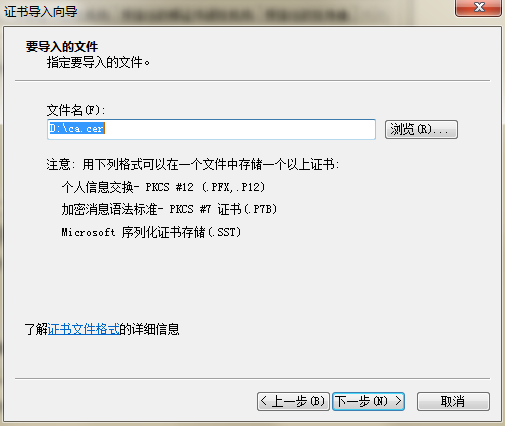 证书导入向导
要导入的文件
指定要导入的文件。
文件名(F):
D:\ca.cer
浏览(R)...
注意: 用下列格式可以在一个文件中存储一个以上证书:
个人信息交换- PKCS #12 (.PFX,.P12)
加密消息语法标准- PKCS #7 证书(.P7B)
Microsoft 序列化证书存储(.SST)
了解证书文件格式的详细信息
< 上一步(B) 下一步(N) > 取消